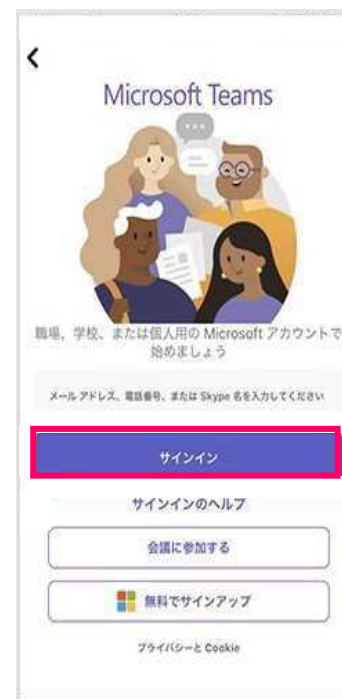 Microsoft Teams
職場、学校、または個人用の Microsoft アカウントで
始めましょう
メール アドレス、電話番号、または Skype 名を入力してください
サインイン
サインインのヘルプ
会議に参加する
無料でサインアップ
プライバシーと Cookie